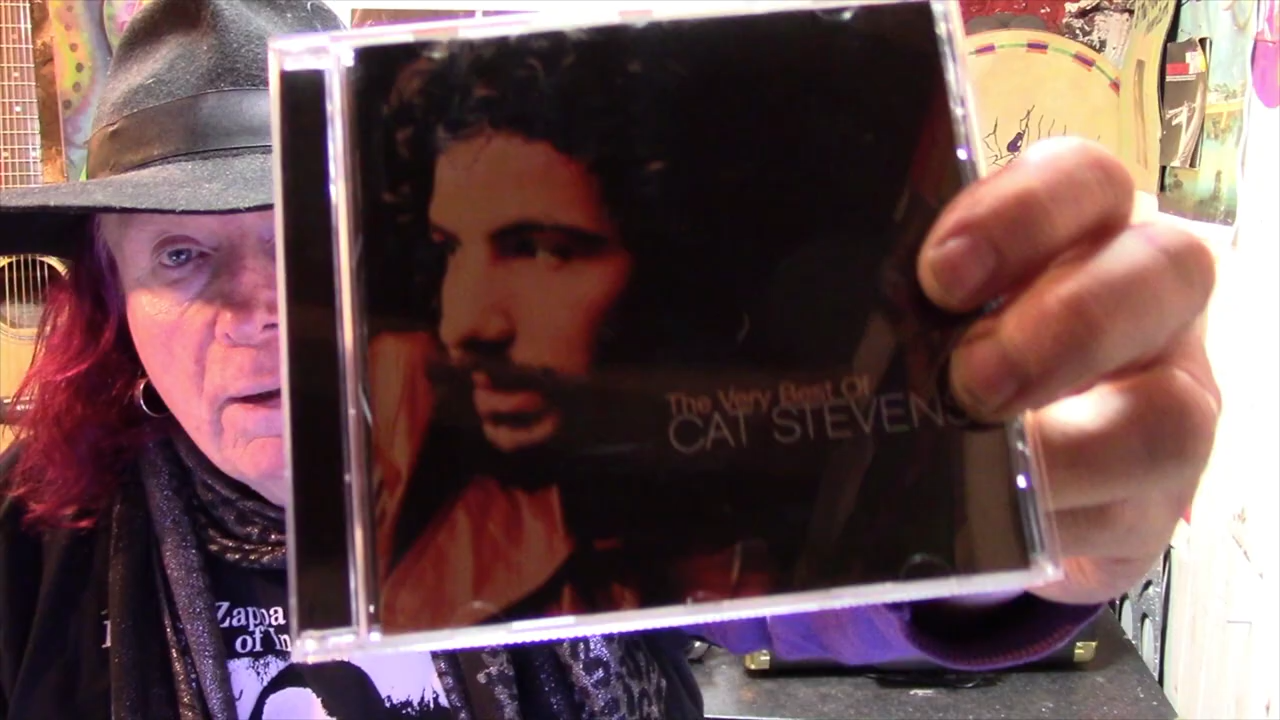 The Very Best Of
CAT STEVENS
Zappa
of In